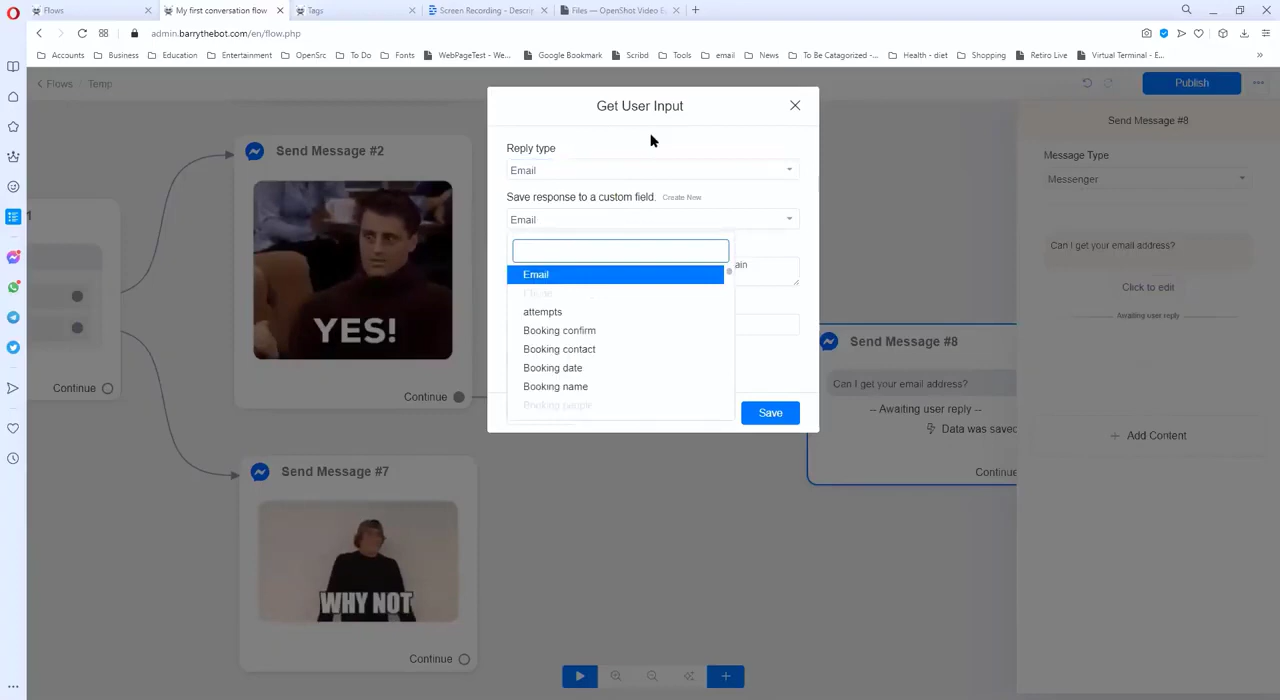 Flows
My first conversation flow
Tags
Screen Recording - Descrip
Files — OpenShot Video E
admin.barrythebot.com/en/flow.php
Accounts
Business
Education
Entertainment
OpenSrc
To Do
Fonts
WebPageTest - We...
Google Bookmark
Scribd
Tools
email
News
To Be Catagorized -...
Health - diet
Shopping
Retiro Live
Virtual Terminal - E...
Flows / Temp
Publish
Get User Input
Send Message #8
Reply type
Email
Message Type
Messenger
Save response to a custom field. Create New
Email
Email
attempts
Booking confirm
Booking contact
Booking date
Booking name
Booking people
ain
Save
Can I get your email address?
Click to edit
Awaiting user reply
Add Content
1
Continue
Send Message #2
YES!
Continue
Send Message #7
WHY NOT
Continue
Send Message #8
Can I get your email address?
-- Awaiting user reply --
Data was saved
Continue